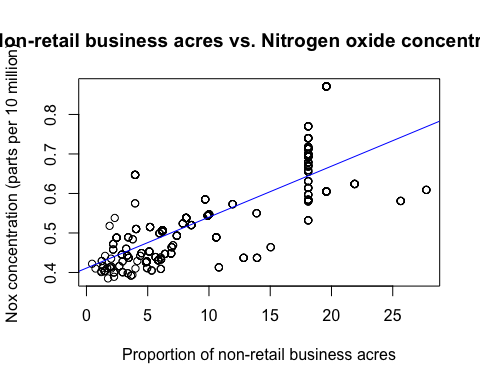 Non-retail business acres vs. Nitrogen oxide concentr
Nox concentration (parts per 10 million)
0.8
0.7
0.6
0.5
0.4
0 5 10 15 20 25
Proportion of non-retail business acres